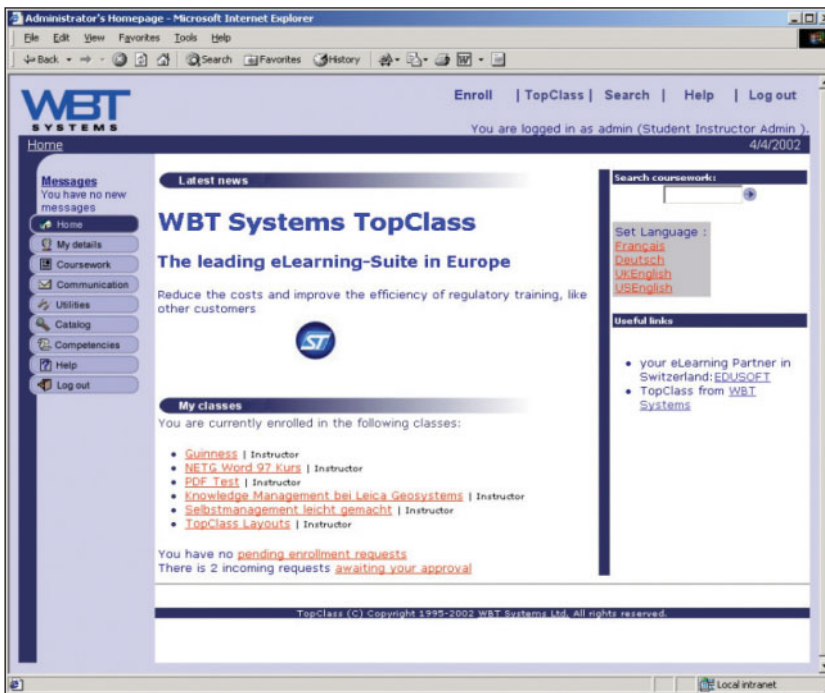 Administrator's Homepage - Microsoft Internet Explorer
File Edit View Favorites Tools Help
Back Search Favorites History
WBT
SYSTEMS
Enroll | TopClass | Search | Help | Log out
You are logged in as admin (Student Instructor Admin ).
Home 4/4/2002
Messages
You have no new
messages
Home
My details
Coursework
Communication
Utilities
Catalog
Competencies
Help
Log out
Latest news
WBT Systems TopClass
The leading eLearning-Suite in Europe
Reduce the costs and improve the efficiency of regulatory training, like
other customers
ST
My classes
You are currently enrolled in the following classes:
Guinness | Instructor
NETG Word 97 Kurs | Instructor
PDF Test | Instructor
Knowledge Management bei Leica Geosystems | Instructor
Selbstmanagement leicht gemacht | Instructor
TopClass Layouts | Instructor
You have no pending enrollment requests
There is 2 incoming requests awaiting your approval
Search coursework:
Set Language :
Français
Deutsch
UKEnglish
USEnglish
Useful links
your eLearning Partner in
Switzerland: EDUSOFT
TopClass from WBT
Systems
TopClass (C) Copyright 1995-2002 WBT Systems Ltd. All rights reserved.
Local intranet